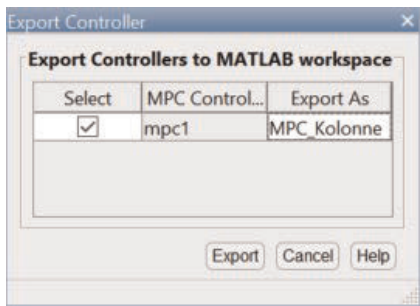 Export Controller
Export Controllers to MATLAB workspace
Select MPC Control... Export As
mpc1 MPC_Kolonne
Export Cancel Help